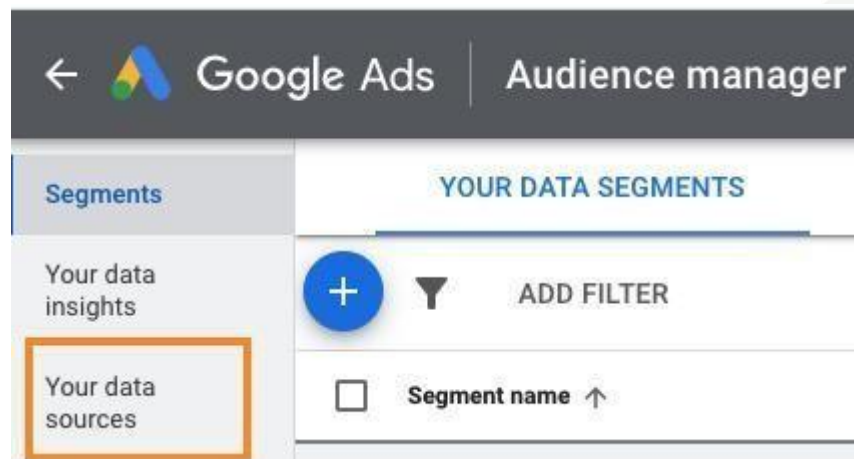 Google Ads
Audience manager
Segments
YOUR DATA SEGMENTS
Your data
insights
ADD FILTER
Your data
sources
Segment name